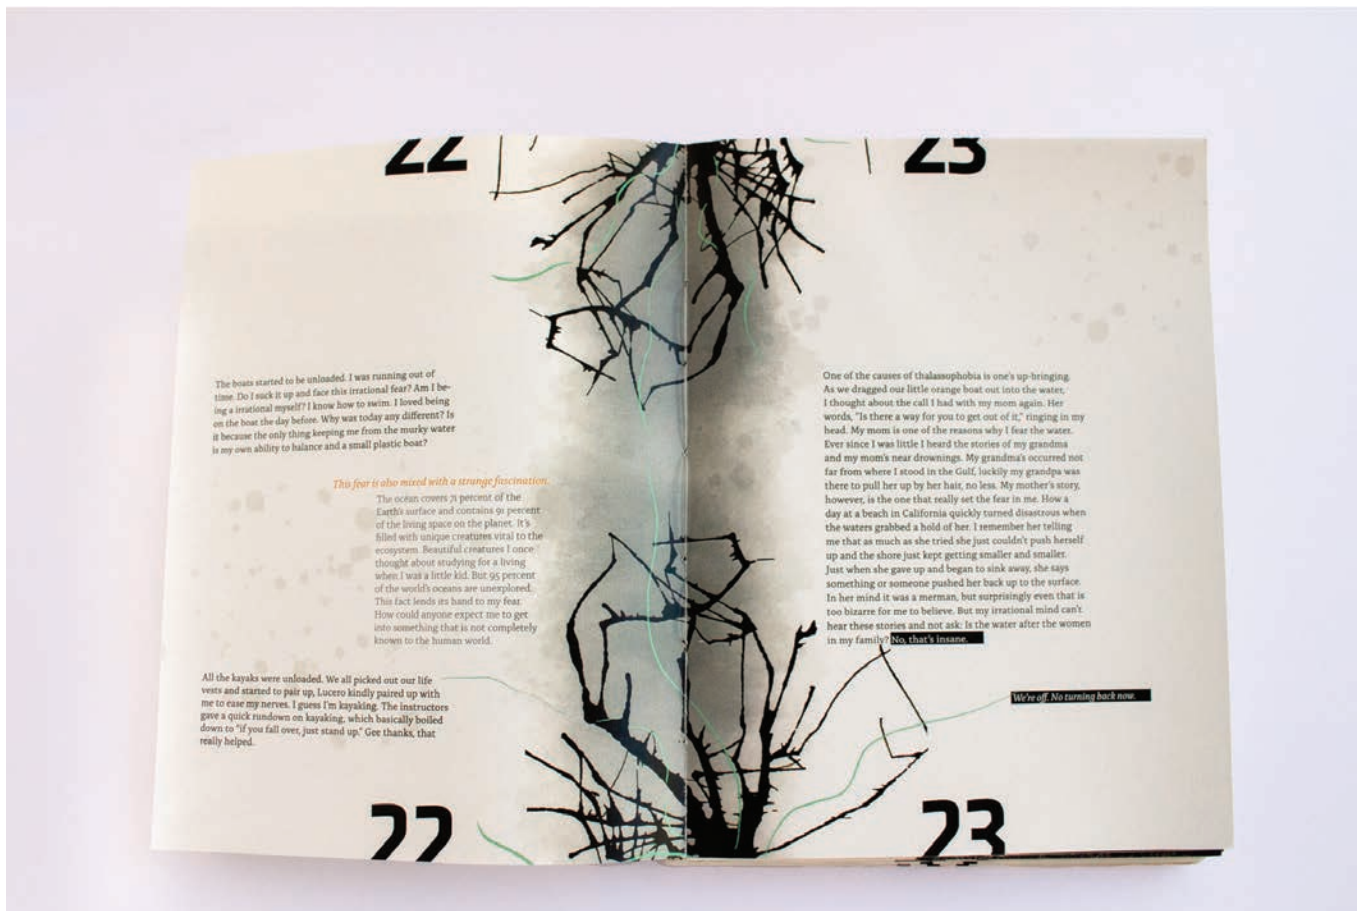 22
23
The boats started to be unloaded. I was running out of
time. Do I suck it up and face this irrational fear? Am I be-
ing a irrational myself? I know how to swim. I loved being
on the boat the day before. Why was today any different? Is
it because the only thing keeping me from the murky water
is my own ability to balance and a small plastic boat?
This fear is also mixed with a strange fascination.
The ocean covers 71 percent of the
Earth's surface and contains 91 percent
of the living space on the planet. It's
filled with unique creatures vital to the
ecosystem. Beautiful creatures I once
thought about studying for a living
when I was a little kid. But 95 percent
of the world's oceans are unexplored.
This fact lends its hand to my fear.
How could anyone expect me to get
into something that is not completely
known to the human world.
All the kayaks were unloaded. We all picked out our life
vests and started to pair up, Lucero kindly paired up with
me to ease my nerves. I guess I'm kayaking. The instructors
gave a quick rundown on kayaking, which basically boiled
down to "if you fall over, just stand up." Gee thanks, that
really helped.
22
One of the causes of thalassophobia is one's up-bringing.
As we dragged our little orange boat out into the water,
I thought about the call I had with my mom again. Her
words, "Is there a way for you to get out of it," ringing in my
head. My mom is one of the reasons why I fear the water.
Ever since I was little I heard the stories of my grandma
and my mom's near drownings. My grandma's occurred not
far from where I stood in the Gulf, luckily my grandpa was
there to pull her up by her hair, no less. My mother's story,
however, is the one that really set the fear in me. How a
day at a beach in California quickly turned disastrous when
the waters grabbed a hold of her. I remember her telling
me that as much as she tried she just couldn't push herself
up and the shore just kept getting smaller and smaller.
Just when she gave up and began to sink away, she says
something or someone pushed her back up to the surface.
In her mind it was a merman, but surprisingly even that is
too bizarre for me to believe. But my irrational mind can't
hear these stories and not ask: Is the water after the women
in my family? No, that's insane.
We're off. No turning back now.
23